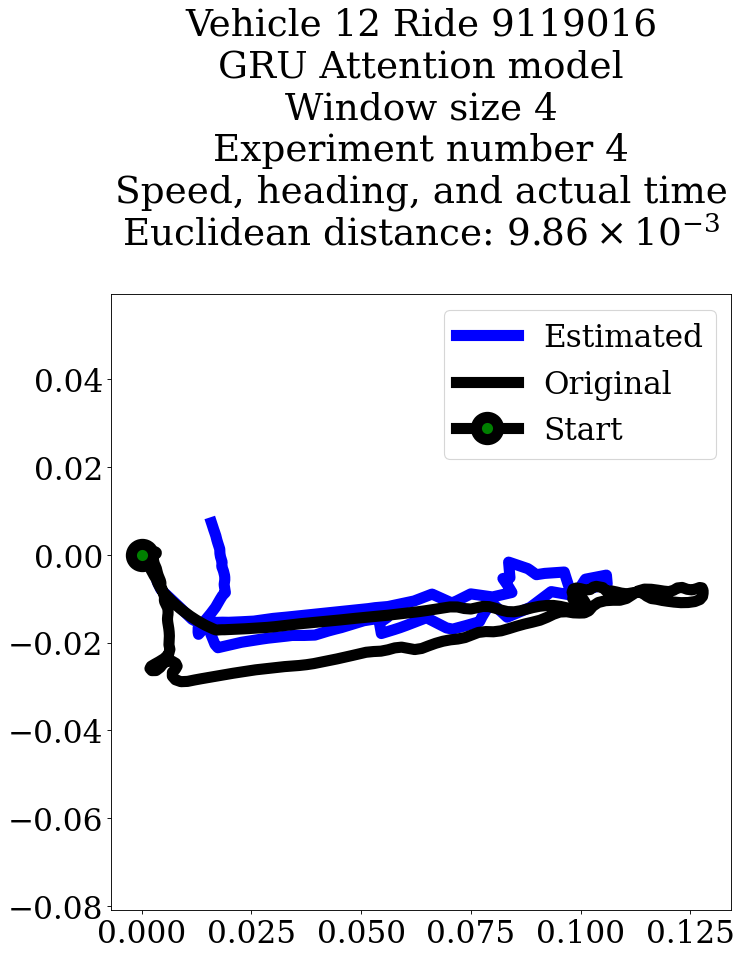 Vehicle 12 Ride 9119016
GRU Attention model
Window size 4
Experiment number 4
Speed, heading, and actual time
Euclidean distance: 9.86 × 10⁻³
Estimated
Original
Start
0.04
0.02
0.00
−0.02
−0.04
−0.06
−0.08
0.000 0.025 0.050 0.075 0.100 0.125